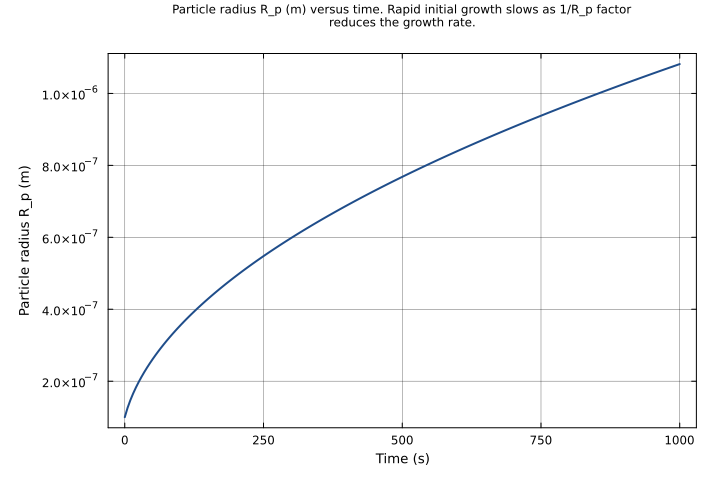 Particle radius R_p (m) versus time. Rapid initial growth slows as 1/R_p factor
reduces the growth rate.
1.0×10⁻⁶
8.0×10⁻⁷
6.0×10⁻⁷
4.0×10⁻⁷
2.0×10⁻⁷
Particle radius R_p (m)
0 250 500 750 1000
Time (s)